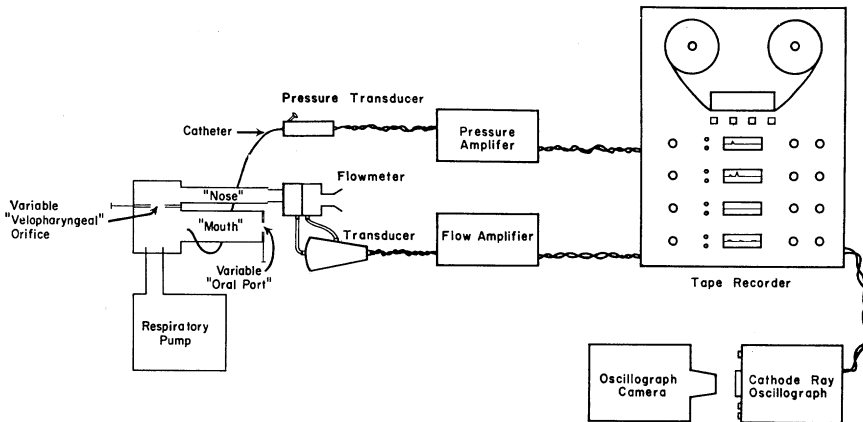 Pressure Transducer
Catheter
Pressure
Amplifer
"Nose"
Flowmeter
Variable
"Velopharyngeal"
Orifice
"Mouth"
Transducer
Flow Amplifier
Variable
"Oral Port"
Tape Recorder
Respiratory
Pump
Oscillograph
Camera
Cathode Ray
Oscillograph